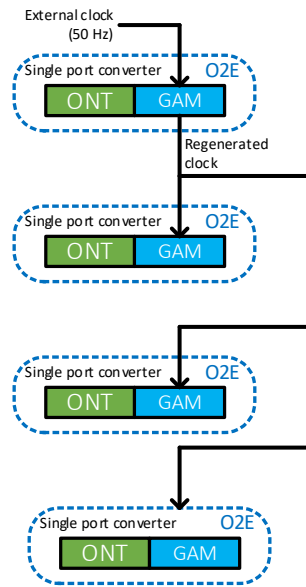 External clock
(50 Hz)
Single port converter O2E
ONT GAM
Regenerated
clock
Single port converter O2E
ONT GAM
Single port converter O2E
ONT GAM
Single port converter O2E
ONT GAM